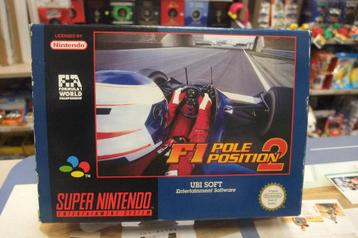 LICENSED BY
Nintendo
FIA
FORMULA 1
WORLD
CHAMPIONSHIP
F1 POLE
POSITION 2
UBI SOFT
Entertainment Software
SUPER NINTENDO
ENTERTAINMENT SYSTEM